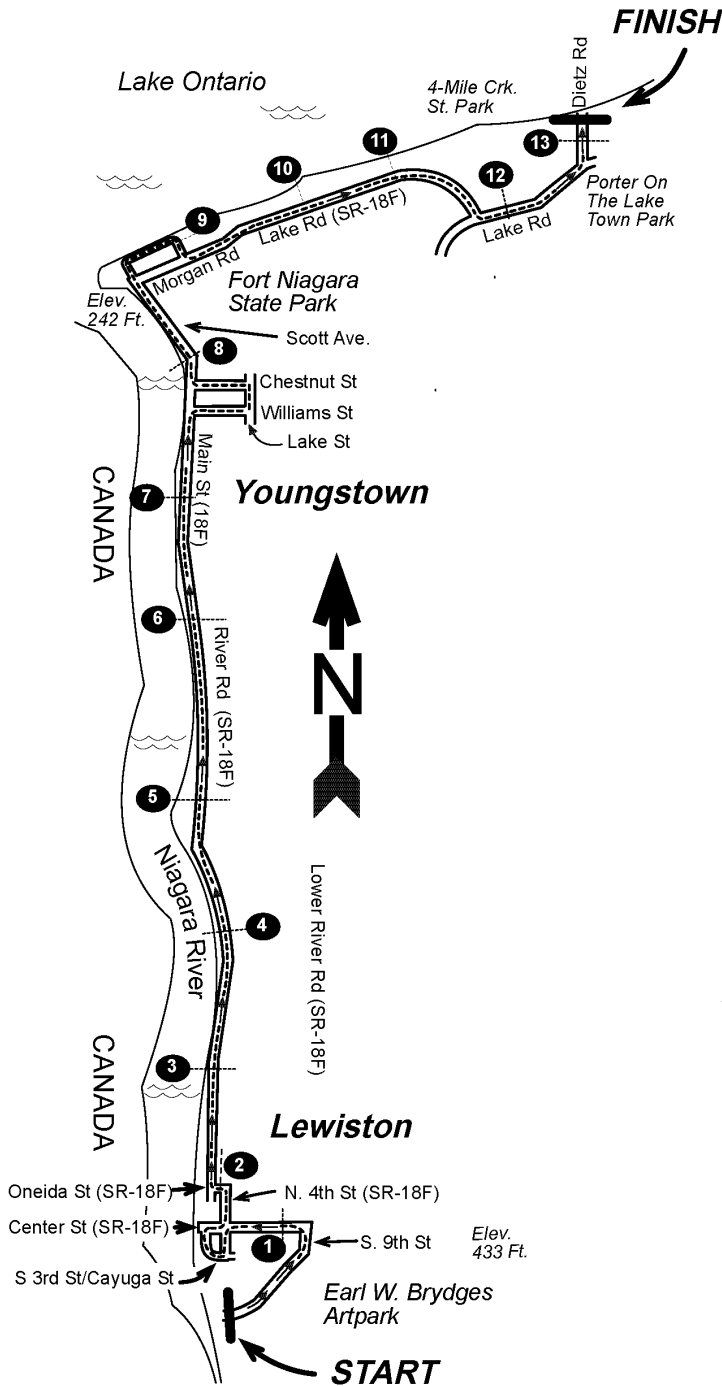 FINISH
Lake Ontario
4-Mile Crk.
St. Park
Dietz Rd
11
13
10
12
Porter On
The Lake
Town Park
9
Lake Rd (SR-18F)
Lake Rd
Morgan Rd
Fort Niagara
State Park
Elev.
242 Ft.
Scott Ave.
8
Chestnut St
Williams St
Lake St
Main St (18F)
CANADA
7
Youngstown
6
River Rd (SR-18F)
N
5
Niagara River
Lower River Rd (SR-18F)
4
CANADA
3
Lewiston
2
Oneida St (SR-18F)
N. 4th St (SR-18F)
Center St (SR-18F)
1
S. 9th St
Elev.
433 Ft.
S 3rd St/Cayuga St
Earl W. Brydges
Artpark
START